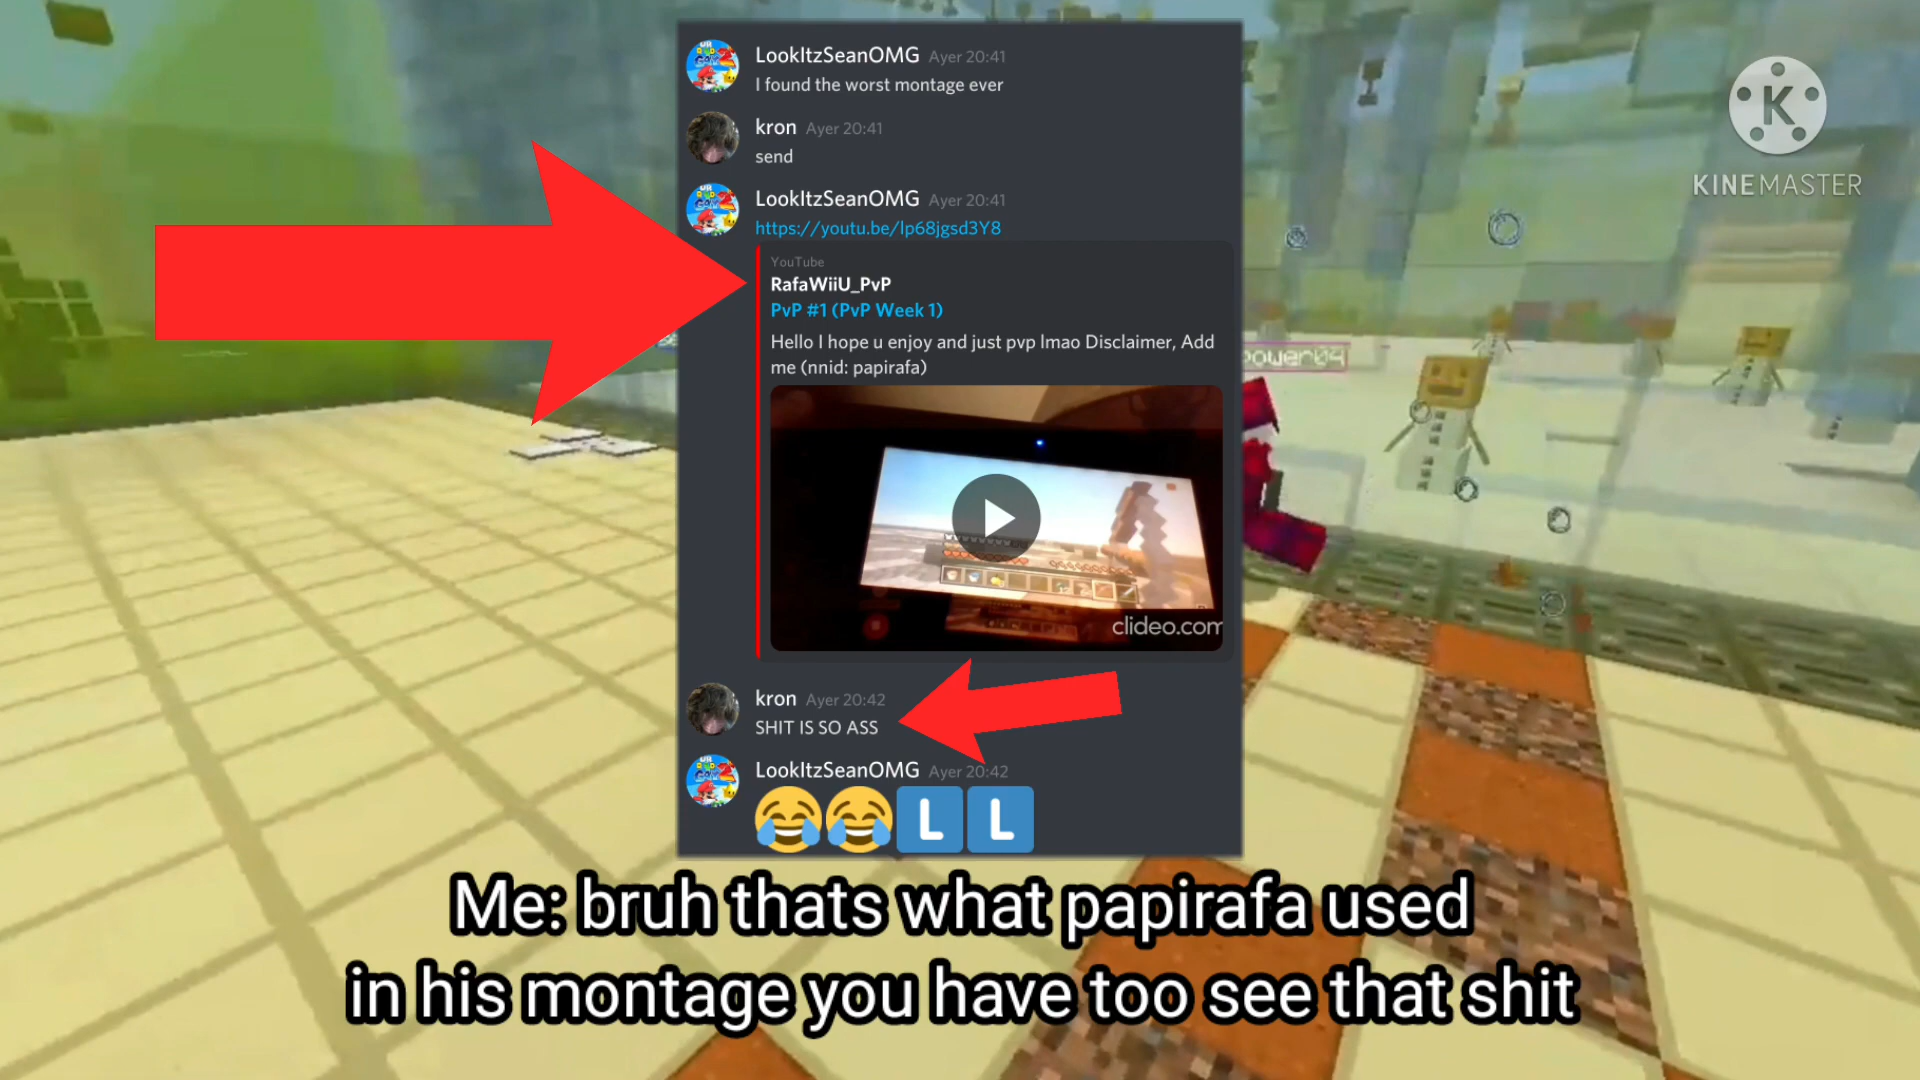 LookItzSeanOMG Ayer 20:41
I found the worst montage ever
kron Ayer 20:41
send
LookItzSeanOMG Ayer 20:41
https://youtu.be/lp68jgsd3Y8
YouTube
RafaWiiU_PvP
PvP #1 (PvP Week 1)
Hello I hope u enjoy and just pvp lmao Disclaimer, Add
me (nnid: papirafa)
clideo.com
kron Ayer 20:42
SHIT IS SO ASS
LookItzSeanOMG Ayer 20:42
😂😂 L L
Me: bruh thats what papirafa used
in his montage you have too see that shit
K
KINEMASTER
power04